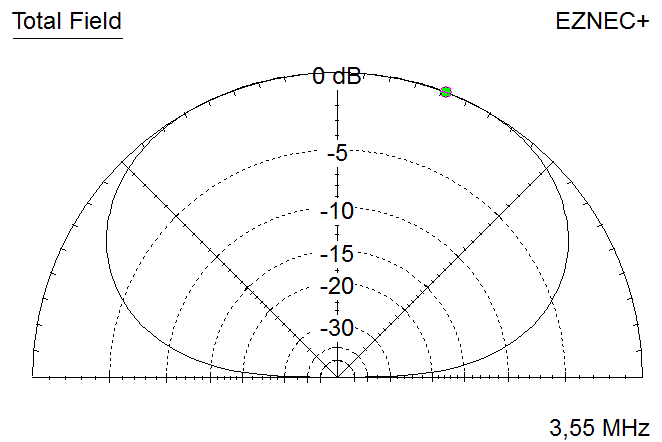 Total Field
EZNEC+
0 dB
-5
-10
-15
-20
-30
3,55 MHz